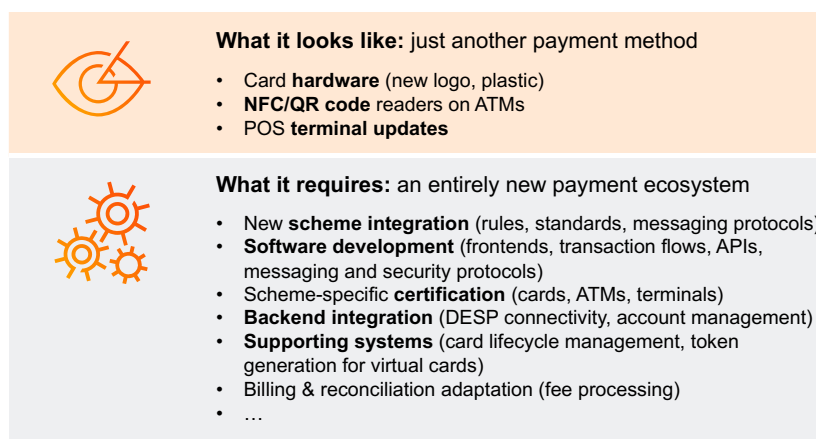 What it looks like: just another payment method
• Card hardware (new logo, plastic)
• NFC/QR code readers on ATMs
• POS terminal updates
What it requires: an entirely new payment ecosystem
• New scheme integration (rules, standards, messaging protocols)
• Software development (frontends, transaction flows, APIs,
messaging and security protocols)
• Scheme-specific certification (cards, ATMs, terminals)
• Backend integration (DESP connectivity, account management)
• Supporting systems (card lifecycle management, token
generation for virtual cards)
• Billing & reconciliation adaptation (fee processing)
• …